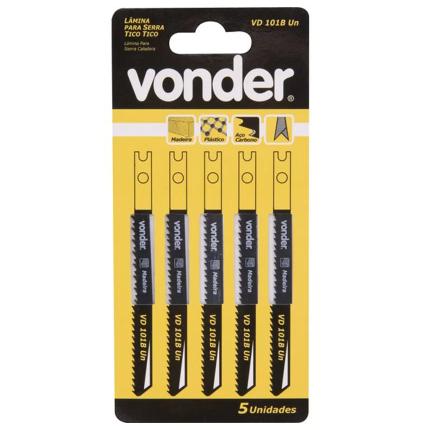 LÂMINA
PARA SERRA
TICO TICO
Lâmina Para
Sierra Caladora
VD 101B Un
vonder®
Madeira
Plástico
Aço
Carbono
vonder
Madeira
VD 101B Un
vonder
Madeira
VD 101B Un
vonder
Madeira
VD 101B Un
vonder
Madeira
VD 101B Un
vonder
Madeira
VD 101B Un
5 Unidades